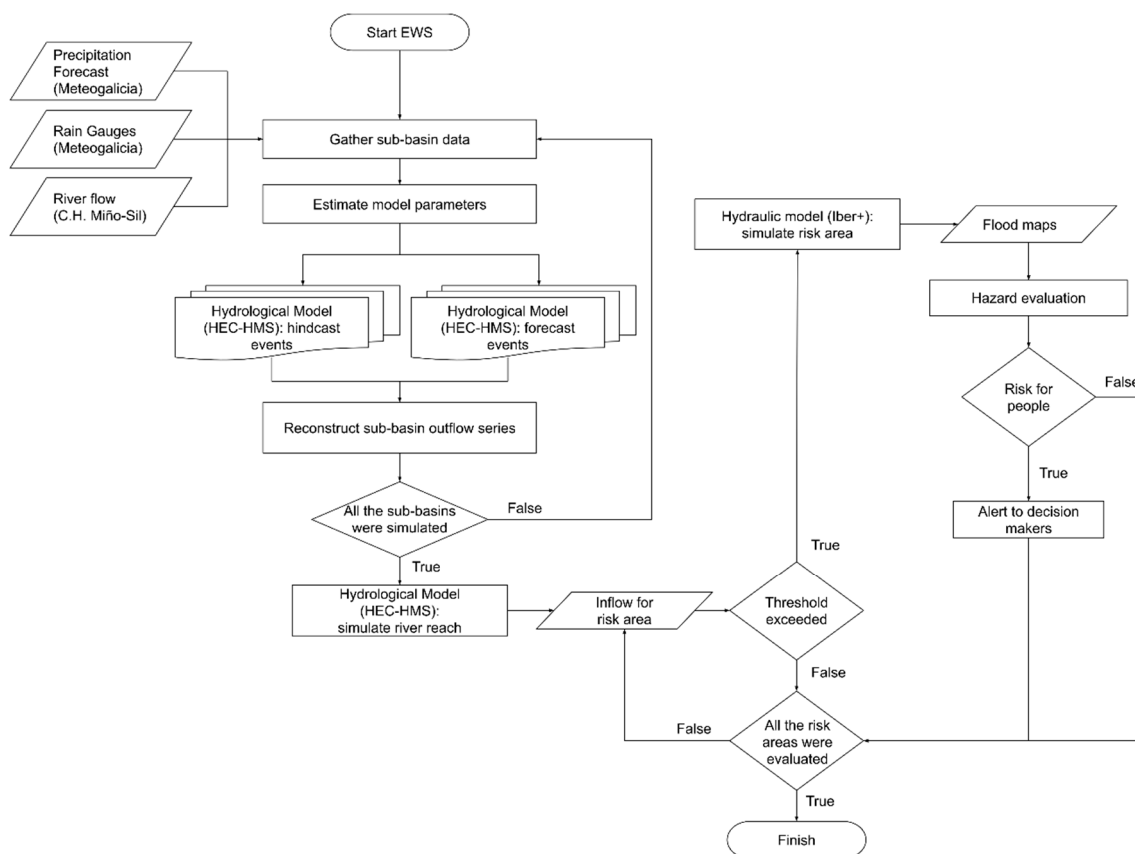 Start EWS
Precipitation
Forecast
(Meteogalicia)
Rain Gauges
(Meteogalicia)
River flow
(C.H. Miño-Sil)
Gather sub-basin data
Estimate model parameters
Hydrological Model
(HEC-HMS): hindcast
events
Hydrological Model
(HEC-HMS): forecast
events
Reconstruct sub-basin outflow series
All the sub-basins
were simulated
False
True
Hydrological Model
(HEC-HMS):
simulate river reach
Inflow for
risk area
Threshold
exceeded
True
False
Hydraulic model (Iber+):
simulate risk area
Flood maps
Hazard evaluation
Risk for
people
False
True
Alert to decision
makers
All the risk
areas were
evaluated
False
True
Finish